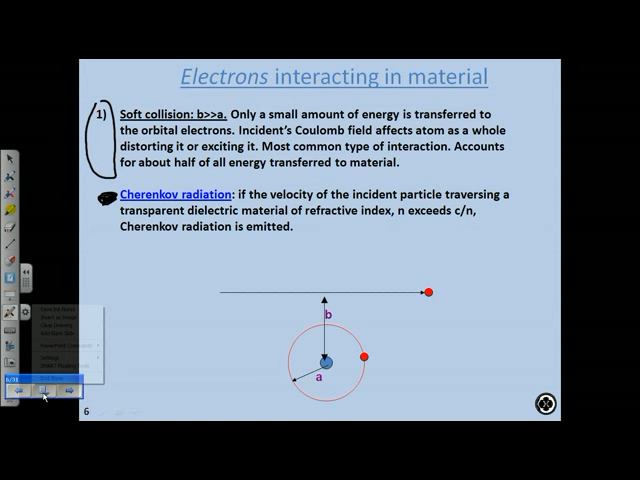 Electrons interacting in material
1) Soft collision: b>>a. Only a small amount of energy is transferred to
the orbital electrons. Incident's Coulomb field affects atom as a whole
distorting it or exciting it. Most common type of interaction. Accounts
for about half of all energy transferred to material.
Cherenkov radiation: if the velocity of the incident particle traversing a
transparent dielectric material of refractive index, n exceeds c/n,
Cherenkov radiation is emitted.
b
a
Settings
6/31
6